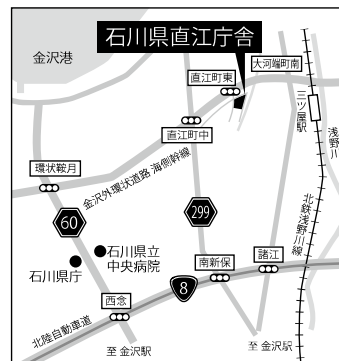 石川県直江庁舎
金沢港
大河端町南
直江町東
三ツ屋駅
浅野川
直江町中
環状鞍月
金沢外環状道路 海側幹線
60
299
北鉄浅野川線
石川県立
中央病院
石川県庁
南新保
諸江
8
西念
北陸自動車道
至 金沢駅
至 金沢駅